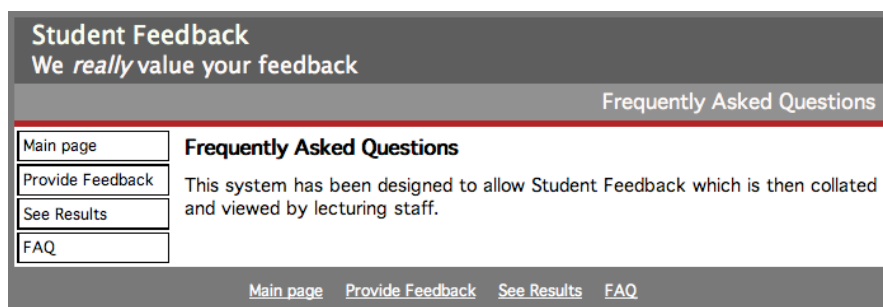 Student Feedback
We really value your feedback
Frequently Asked Questions
Main page
Provide Feedback
See Results
FAQ
Frequently Asked Questions
This system has been designed to allow Student Feedback which is then collated
and viewed by lecturing staff.
Main page Provide Feedback See Results FAQ